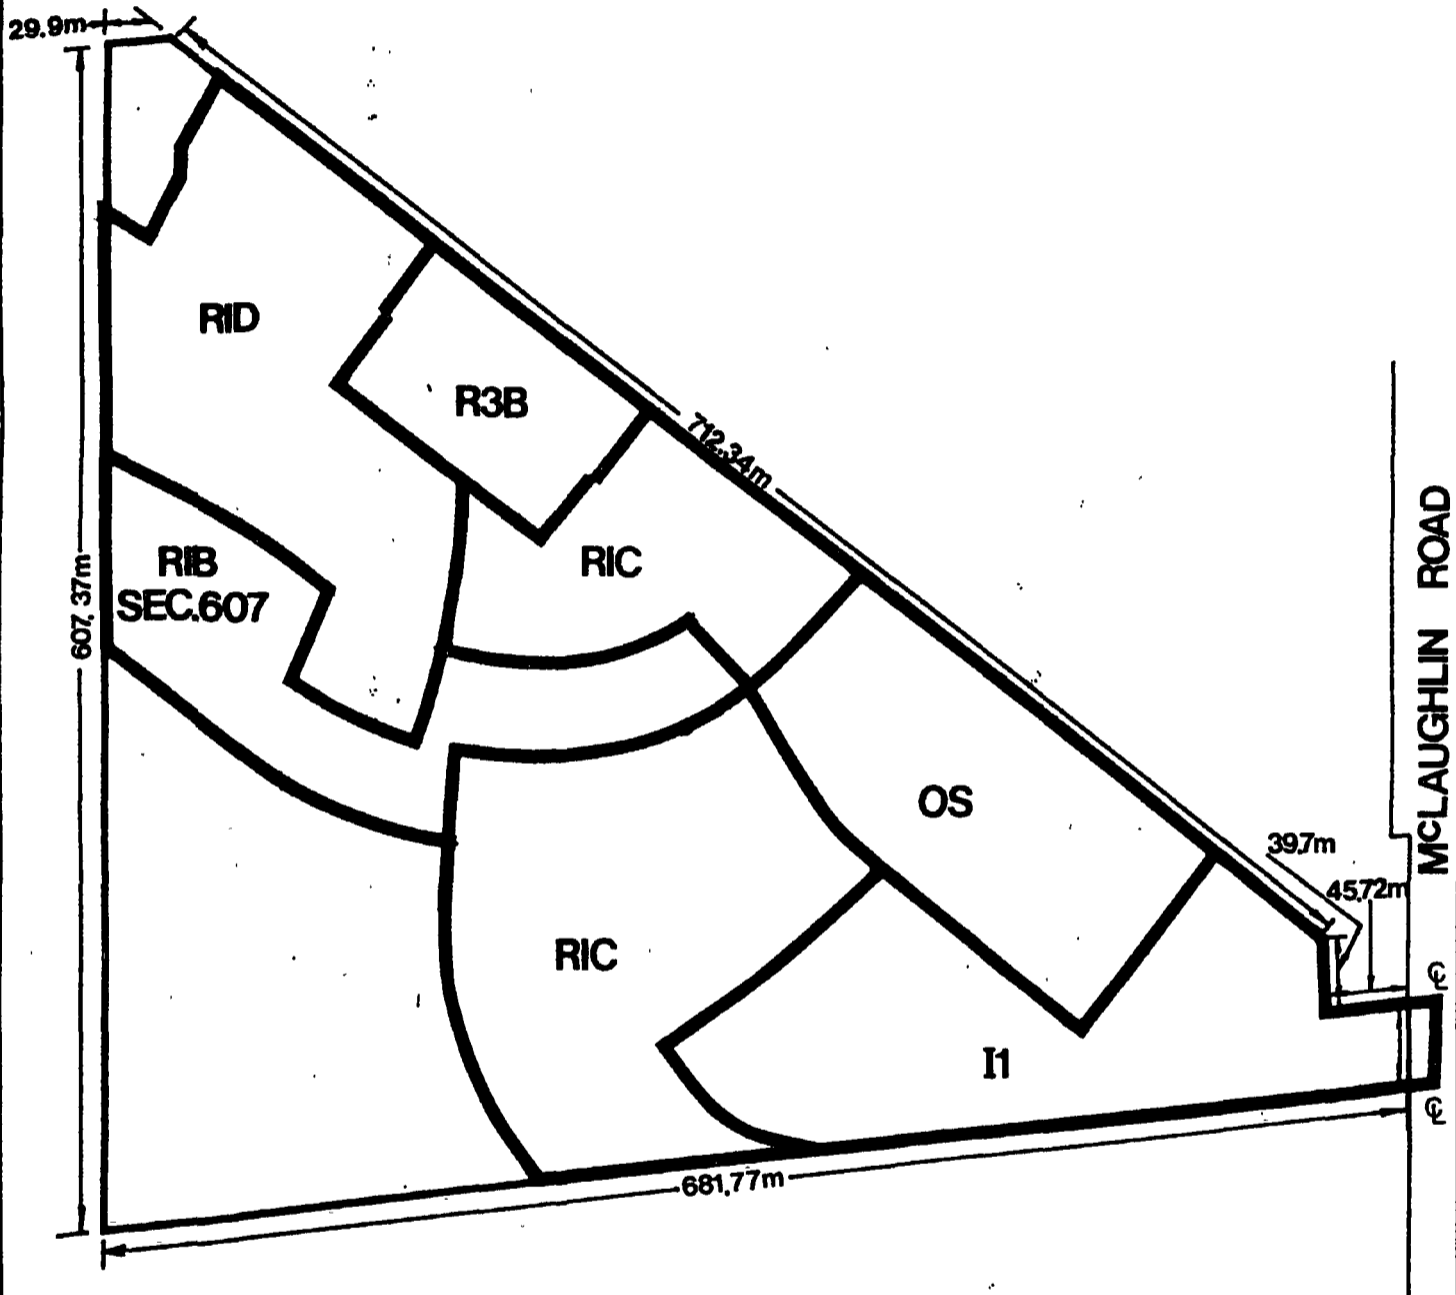 29.9m
RID
R3B
712.34m
RIC
RIB
SEC.607
607.37m
MCLAUGHLIN ROAD
OS
39.7m
45.72m
RIC
I1
℄
℄
681.77m